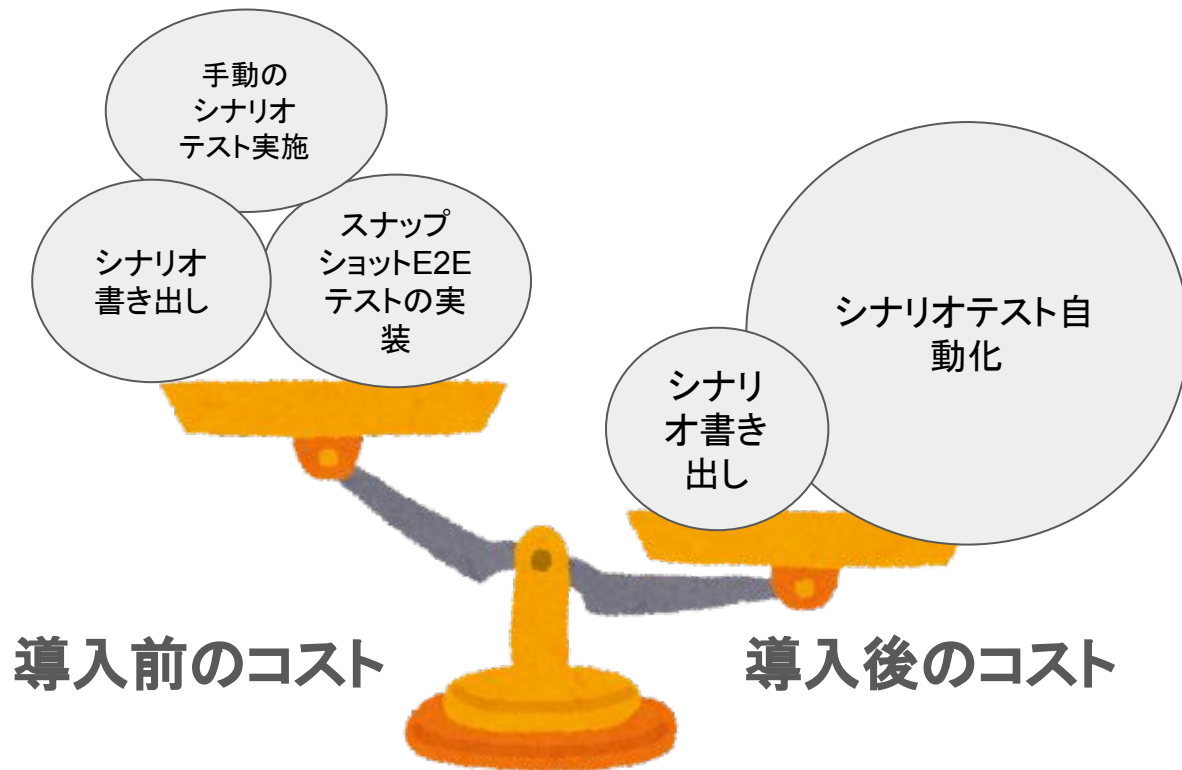 手動の
シナリオ
テスト実施
シナリオ
書き出し
スナップ
ショットE2E
テストの実
装
シナリオテスト自
動化
シナリ
オ書き
出し
導入前のコスト
導入後のコスト